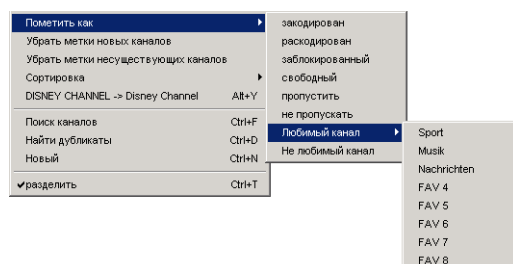 Пометить как
Убрать метки новых каналов
Убрать метки несуществующих каналов
Сортировка
DISNEY CHANNEL -> Disney Channel Alt+Y
Поиск каналов Ctrl+F
Найти дубликаты Ctrl+D
Новый Ctrl+N
✔разделить Ctrl+T
закодирован
раскодирован
заблокированный
свободный
пропустить
не пропускать
Любимый канал
Не любимый канал
Sport
Musik
Nachrichten
FAV 4
FAV 5
FAV 6
FAV 7
FAV 8